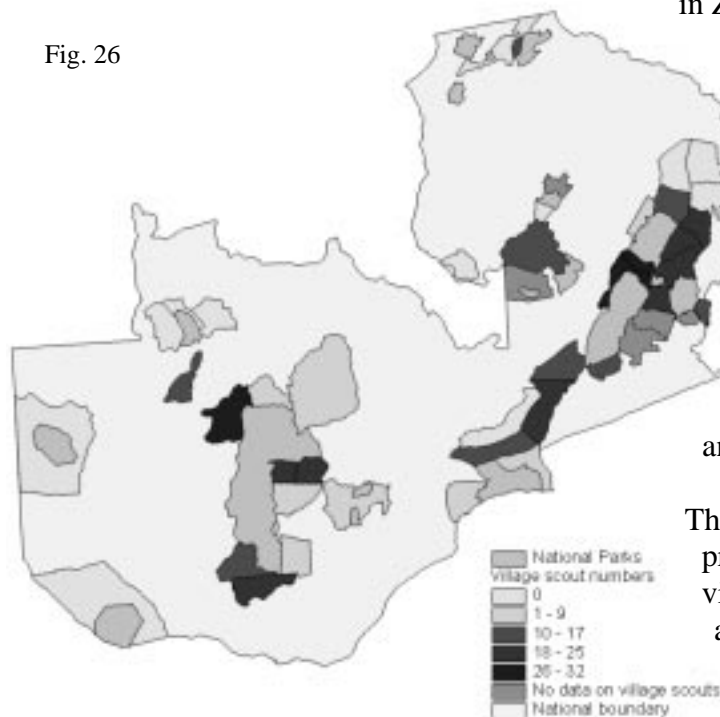 in Z
Fig. 26
ar
Th
pr
vi
a
National Parks
Village scout numbers
0
1 - 9
10 - 17
18 - 25
26 - 32
No data on village scouts
National boundary